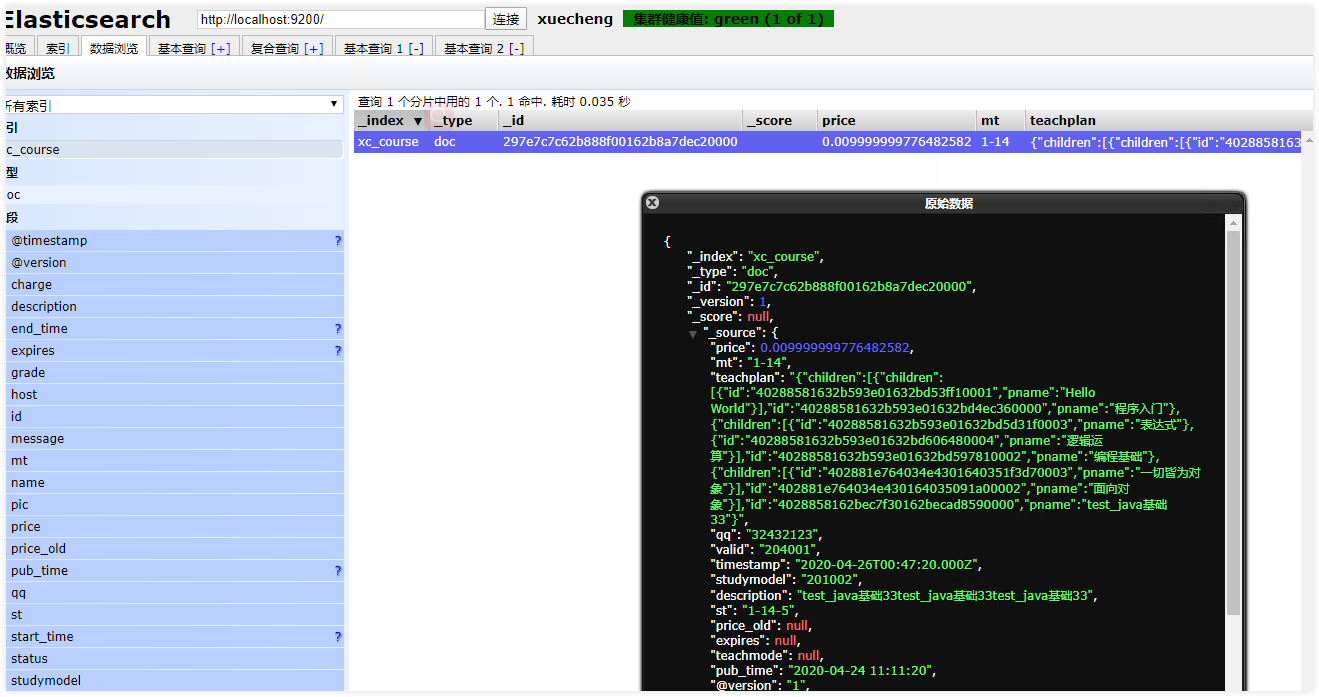 Elasticsearch
http://localhost:9200/ 连接 xuecheng 集群健康值: green (1 of 1)
概览 索引 数据浏览 基本查询 [+] 复合查询 [+] 基本查询 1 [-] 基本查询 2 [-]
数据浏览
所有索引 ▼
引
c_course
型
oc
段
@timestamp ?
@version
charge
description
end_time ?
expires ?
grade
host
id
message
mt
name
pic
price
price_old
pub_time ?
qq
st
start_time ?
status
studymodel
查询 1 个分片中用的 1 个. 1 命中. 耗时 0.035 秒
_index ▼ _type _id _score price mt teachplan
xc_course doc 297e7c7c62b888f00162b8a7dec20000 0.009999999776482582 1-14 {"children":[{"children":[{"id":"4028858163
原始数据
{
"_index": "xc_course",
"_type": "doc",
"_id": "297e7c7c62b888f00162b8a7dec20000",
"_version": 1,
"_score": null,
▼ "_source": {
"price": 0.009999999776482582,
"mt": "1-14",
"teachplan": "{"children":[{"children":
[{"id":"40288581632b593e01632bd53ff10001","pname":"Hello
World"}],"id":"40288581632b593e01632bd4ec360000","pname":"程序入门"},
{"children":[{"id":"40288581632b593e01632bd5d31f0003","pname":"表达式"},
{"id":"40288581632b593e01632bd606480004","pname":"逻辑运
算"}],"id":"40288581632b593e01632bd597810002","pname":"编程基础"},
{"children":[{"id":"402881e764034e4301640351f3d70003","pname":"一切皆为对
象"}],"id":"402881e764034e430164035091a00002","pname":"面向对
象"}],"id":"4028858162bec7f30162becad8590000","pname":"test_java基础
33"}",
"qq": "32432123",
"valid": "204001",
"timestamp": "2020-04-26T00:47:20.000Z",
"studymodel": "201002",
"description": "test_java基础33test_java基础33test_java基础33",
"st": "1-14-5",
"price_old": null,
"expires": null,
"teachmode": null,
"pub_time": "2020-04-24 11:11:20",
"@version": "1",